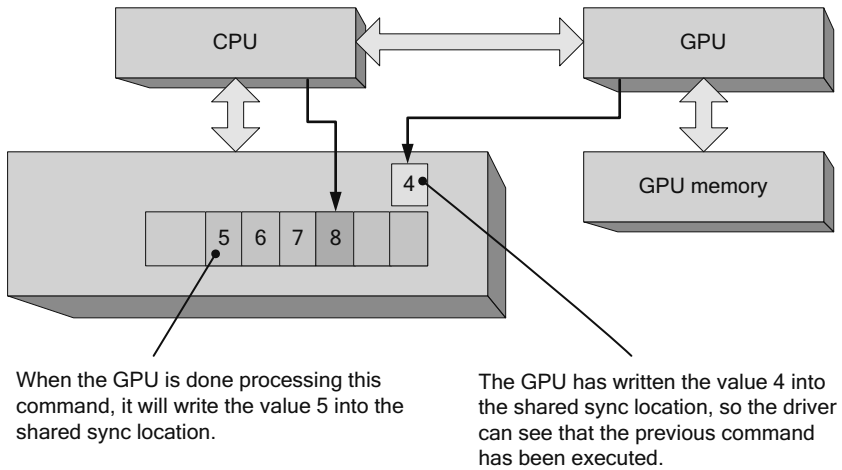 CPU
GPU
4
GPU memory
5 6 7 8
When the GPU is done processing this
command, it will write the value 5 into the
shared sync location.
The GPU has written the value 4 into
the shared sync location, so the driver
can see that the previous command
has been executed.